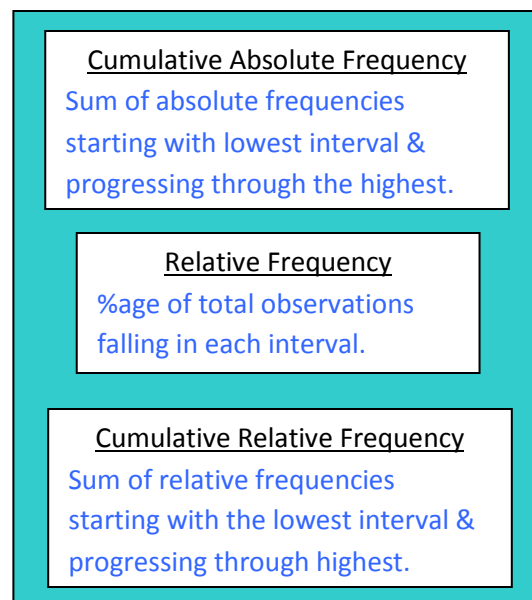 Cumulative Absolute Frequency
Sum of absolute frequencies
starting with lowest interval &
progressing through the highest.
Relative Frequency
%age of total observations
falling in each interval.
Cumulative Relative Frequency
Sum of relative frequencies
starting with the lowest interval &
progressing through highest.